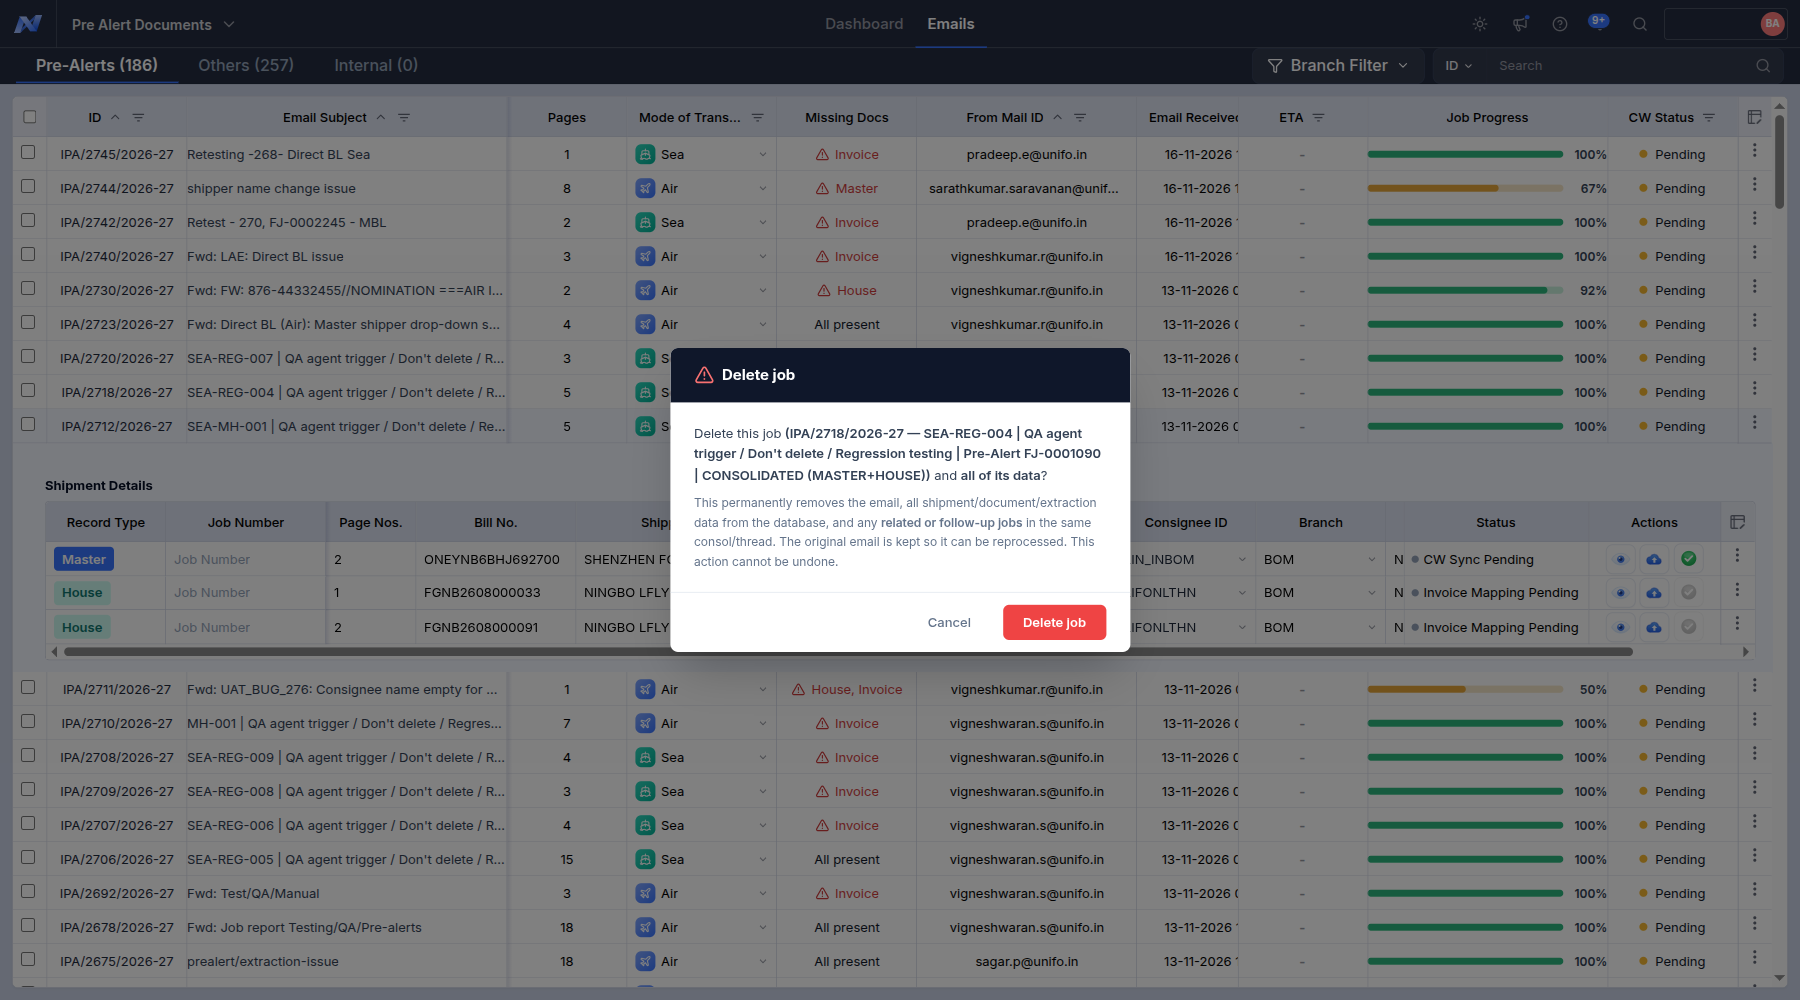 Pre Alert Documents
Dashboard
Emails
9+
BA
Pre-Alerts (186)
Others (257)
Internal (0)
Branch Filter
ID
Search
ID Email Subject Pages Mode of Trans... Missing Docs From Mail ID Email Received ETA Job Progress CW Status
IPA/2745/2026-27 Retesting -268- Direct BL Sea 1 Sea Invoice pradeep.e@unifo.in 16-11-2026 - 100% Pending
IPA/2744/2026-27 shipper name change issue 8 Air Master sarathkumar.saravanan@unif... 16-11-2026 - 67% Pending
IPA/2742/2026-27 Retest - 270, FJ-0002245 - MBL 2 Sea Invoice pradeep.e@unifo.in 16-11-2026 - 100% Pending
IPA/2740/2026-27 Fwd: LAE: Direct BL issue 3 Air Invoice vigneshkumar.r@unifo.in 16-11-2026 - 100% Pending
IPA/2730/2026-27 Fwd: FW: 876-44332455//NOMINATION ===AIR I... 2 Air House vigneshkumar.r@unifo.in 13-11-2026 - 92% Pending
IPA/2723/2026-27 Fwd: Direct BL (Air): Master shipper drop-down s... 4 Air All present vigneshkumar.r@unifo.in 13-11-2026 - 100% Pending
IPA/2720/2026-27 SEA-REG-007 | QA agent trigger / Don't delete / R... 3 13-11-2026 - 100% Pending
IPA/2718/2026-27 SEA-REG-004 | QA agent trigger / Don't delete / R... 5 13-11-2026 - 100% Pending
IPA/2712/2026-27 SEA-MH-001 | QA agent trigger / Don't delete / Re... 5 13-11-2026 - 100% Pending
Delete job
Delete this job (IPA/2718/2026-27 — SEA-REG-004 | QA agent
trigger / Don't delete / Regression testing | Pre-Alert FJ-0001090
| CONSOLIDATED (MASTER+HOUSE)) and all of its data?
This permanently removes the email, all shipment/document/extraction
data from the database, and any related or follow-up jobs in the same
consol/thread. The original email is kept so it can be reprocessed. This
action cannot be undone.
Cancel
Delete job
Shipment Details
Record Type Job Number Page Nos. Bill No. Consignee ID Branch Status Actions
Master Job Number 2 ONEYNB6BHJ692700 SHENZHEN IN_INBOM BOM N CW Sync Pending
House Job Number 1 FGNB2608000033 NINGBO LFLY IFONLTHN BOM N Invoice Mapping Pending
House Job Number 2 FGNB2608000091 NINGBO LFLY IFONLTHN BOM N Invoice Mapping Pending
IPA/2711/2026-27 Fwd: UAT_BUG_276: Consignee name empty for ... 1 Air House, Invoice vigneshkumar.r@unifo.in 13-11-2026 - 50% Pending
IPA/2710/2026-27 MH-001 | QA agent trigger / Don't delete / Regres... 7 Air Invoice vigneshwaran.s@unifo.in 13-11-2026 - 100% Pending
IPA/2708/2026-27 SEA-REG-009 | QA agent trigger / Don't delete / R... 4 Sea Invoice vigneshwaran.s@unifo.in 13-11-2026 - 100% Pending
IPA/2709/2026-27 SEA-REG-008 | QA agent trigger / Don't delete / R... 3 Sea Invoice vigneshwaran.s@unifo.in 13-11-2026 - 100% Pending
IPA/2707/2026-27 SEA-REG-006 | QA agent trigger / Don't delete / R... 4 Sea Invoice vigneshwaran.s@unifo.in 13-11-2026 - 100% Pending
IPA/2706/2026-27 SEA-REG-005 | QA agent trigger / Don't delete / R... 15 Sea All present vigneshwaran.s@unifo.in 13-11-2026 - 100% Pending
IPA/2692/2026-27 Fwd: Test/QA/Manual 3 Air Invoice vigneshwaran.s@unifo.in 13-11-2026 - 100% Pending
IPA/2678/2026-27 Fwd: Job report Testing/QA/Pre-alerts 18 Air All present vigneshwaran.s@unifo.in 13-11-2026 - 100% Pending
IPA/2675/2026-27 prealert/extraction-issue 18 Air All present sagar.p@unifo.in 13-11-2026 - 100% Pending